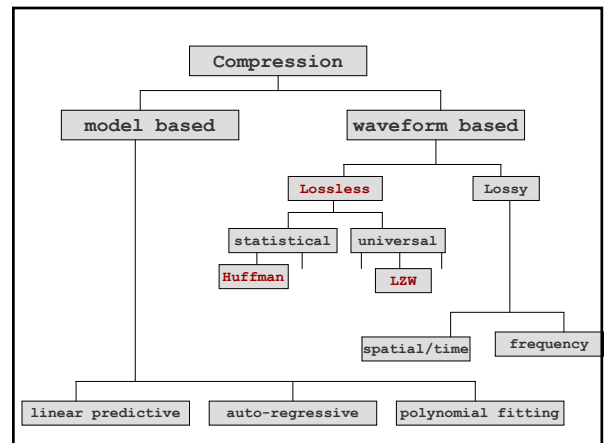 Compression
model based
waveform based
Lossless
Lossy
statistical
universal
Huffman
LZW
spatial/time
frequency
linear predictive
auto-regressive
polynomial fitting